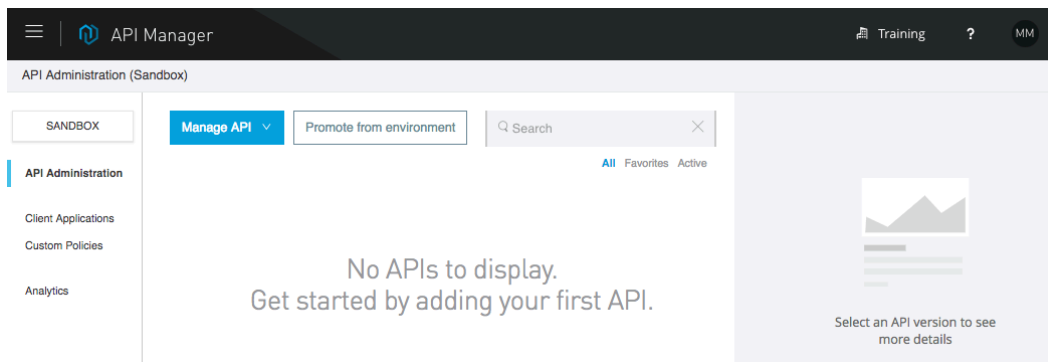 API Manager
Training
?
MM
API Administration (Sandbox)
SANDBOX
Manage API
Promote from environment
Search
All Favorites Active
API Administration
Client Applications
Custom Policies
Analytics
No APIs to display.
Get started by adding your first API.
Select an API version to see
more details